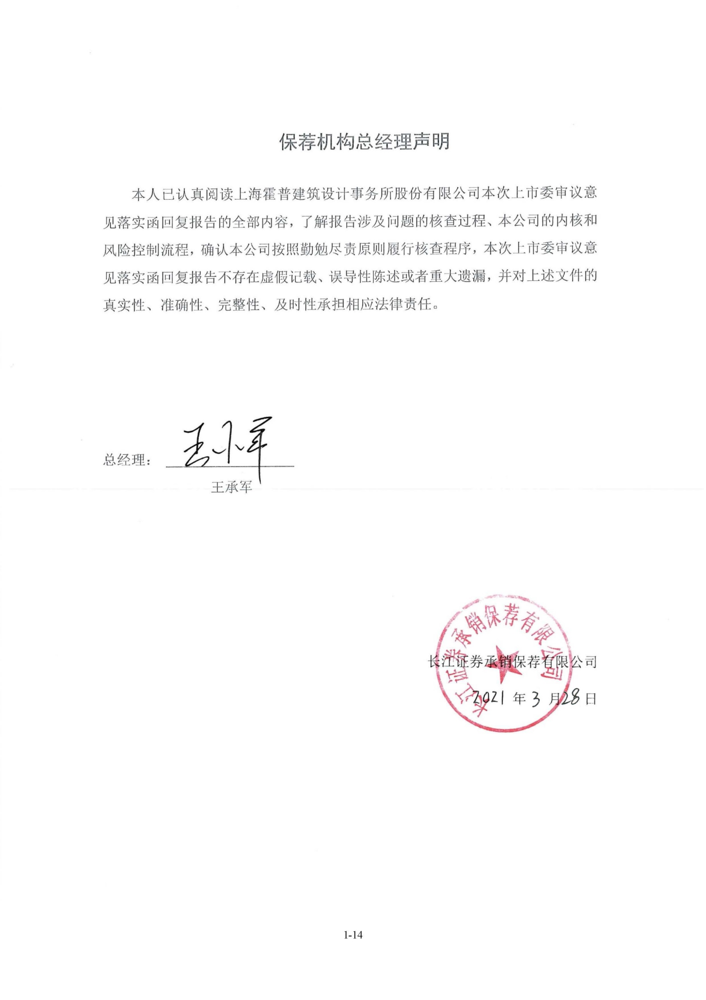 保荐机构总经理声明
本人已认真阅读上海霍普建筑设计事务所股份有限公司本次上市委审议意
见落实函回复报告的全部内容，了解报告涉及问题的核查过程、本公司的内核和
风险控制流程，确认本公司按照勤勉尽责原则履行核查程序，本次上市委审议意
见落实函回复报告不存在虚假记载、误导性陈述或者重大遗漏，并对上述文件的
真实性、准确性、完整性、及时性承担相应法律责任。
总经理：
王承军
王承军
长江证券承销保荐有限公司
长江证券承销保荐有限公司
2021 年 3 月 28 日
1-14